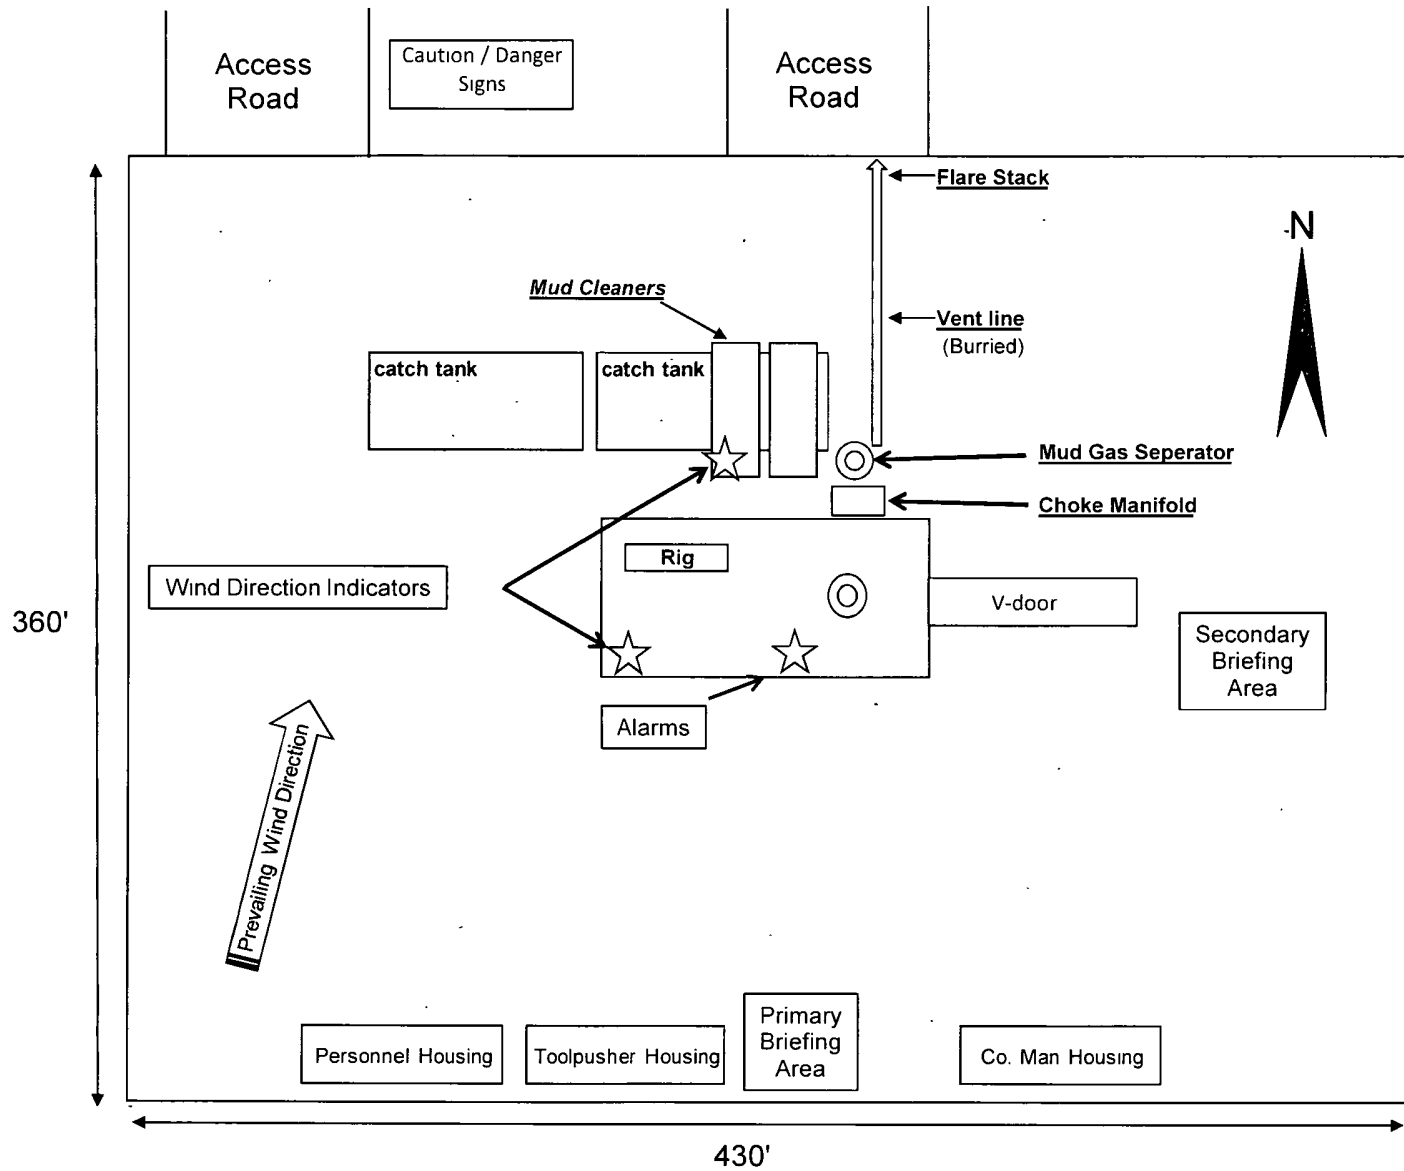 Access
Road
Caution / Danger
Signs
Access
Road
Flare Stack
N
Mud Cleaners
Vent line
(Burried)
catch tank
catch tank
Mud Gas Seperator
Choke Manifold
Rig
Wind Direction Indicators
V-door
360'
Secondary
Briefing
Area
Alarms
Prevailing Wind Direction
Primary
Briefing
Area
Personnel Housing
Toolpusher Housing
Co. Man Housing
430'